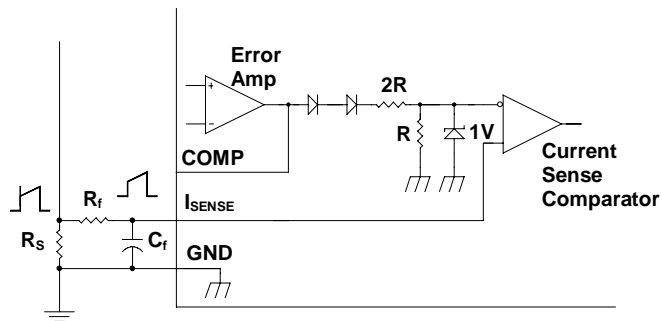 Error
Amp
+
−
2R
R
1V
COMP
Current
Sense
Comparator
Rf
ISENSE
RS
Cf
GND